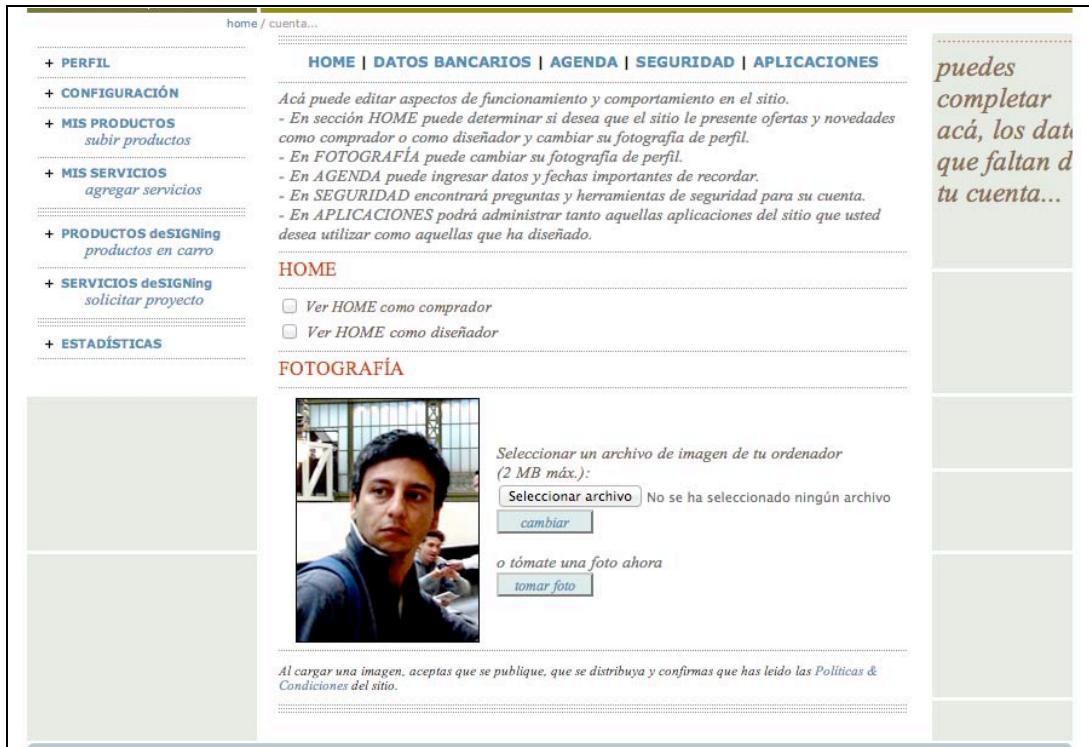 home / cuenta...
+ PERFIL
+ CONFIGURACIÓN
+ MIS PRODUCTOS
subir productos
+ MIS SERVICIOS
agregar servicios
+ PRODUCTOS deSIGNing
productos en carro
+ SERVICIOS deSIGNing
solicitar proyecto
+ ESTADÍSTICAS
HOME | DATOS BANCARIOS | AGENDA | SEGURIDAD | APLICACIONES
Acá puede editar aspectos de funcionamiento y comportamiento en el sitio.
- En sección HOME puede determinar si desea que el sitio le presente ofertas y novedades
como comprador o como diseñador y cambiar su fotografía de perfil.
- En FOTOGRAFÍA puede cambiar su fotografía de perfil.
- En AGENDA puede ingresar datos y fechas importantes de recordar.
- En SEGURIDAD encontrará preguntas y herramientas de seguridad para su cuenta.
- En APLICACIONES podrá administrar tanto aquellas aplicaciones del sitio que usted
desea utilizar como aquellas que ha diseñado.
HOME
Ver HOME como comprador
Ver HOME como diseñador
FOTOGRAFÍA
Seleccionar un archivo de imagen de tu ordenador
(2 MB máx.):
Seleccionar archivo No se ha seleccionado ningún archivo
cambiar
o tómate una foto ahora
tomar foto
Al cargar una imagen, aceptas que se publique, que se distribuya y confirmas que has leido las Políticas &
Condiciones del sitio.
puedes
completar
acá, los dat
que faltan d
tu cuenta...